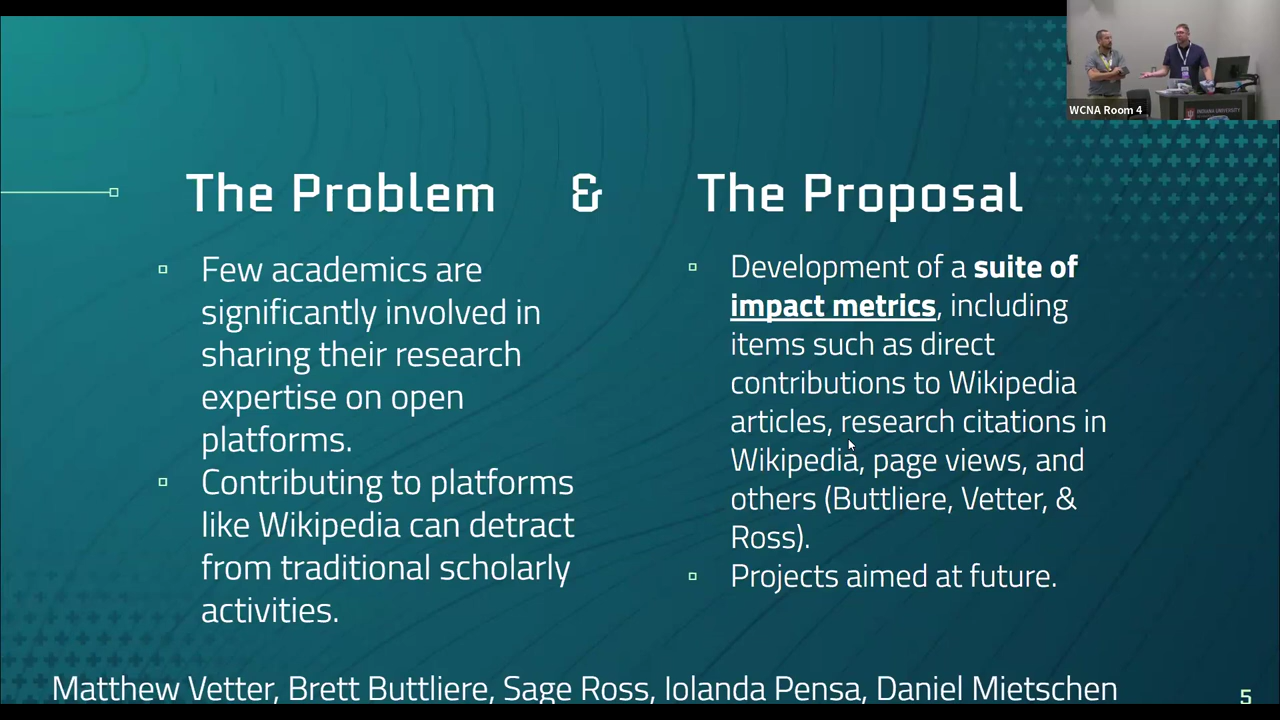 WCNA Room 4
INDIANA UNIVERSITY
The Problem & The Proposal
Few academics are
significantly involved in
sharing their research
expertise on open
platforms.
Contributing to platforms
like Wikipedia can detract
from traditional scholarly
activities.
Development of a suite of
impact metrics, including
items such as direct
contributions to Wikipedia
articles, research citations in
Wikipedia, page views, and
others (Buttliere, Vetter, &
Ross).
Projects aimed at future.
Matthew Vetter, Brett Buttliere, Sage Ross, Iolanda Pensa, Daniel Mietschen
5